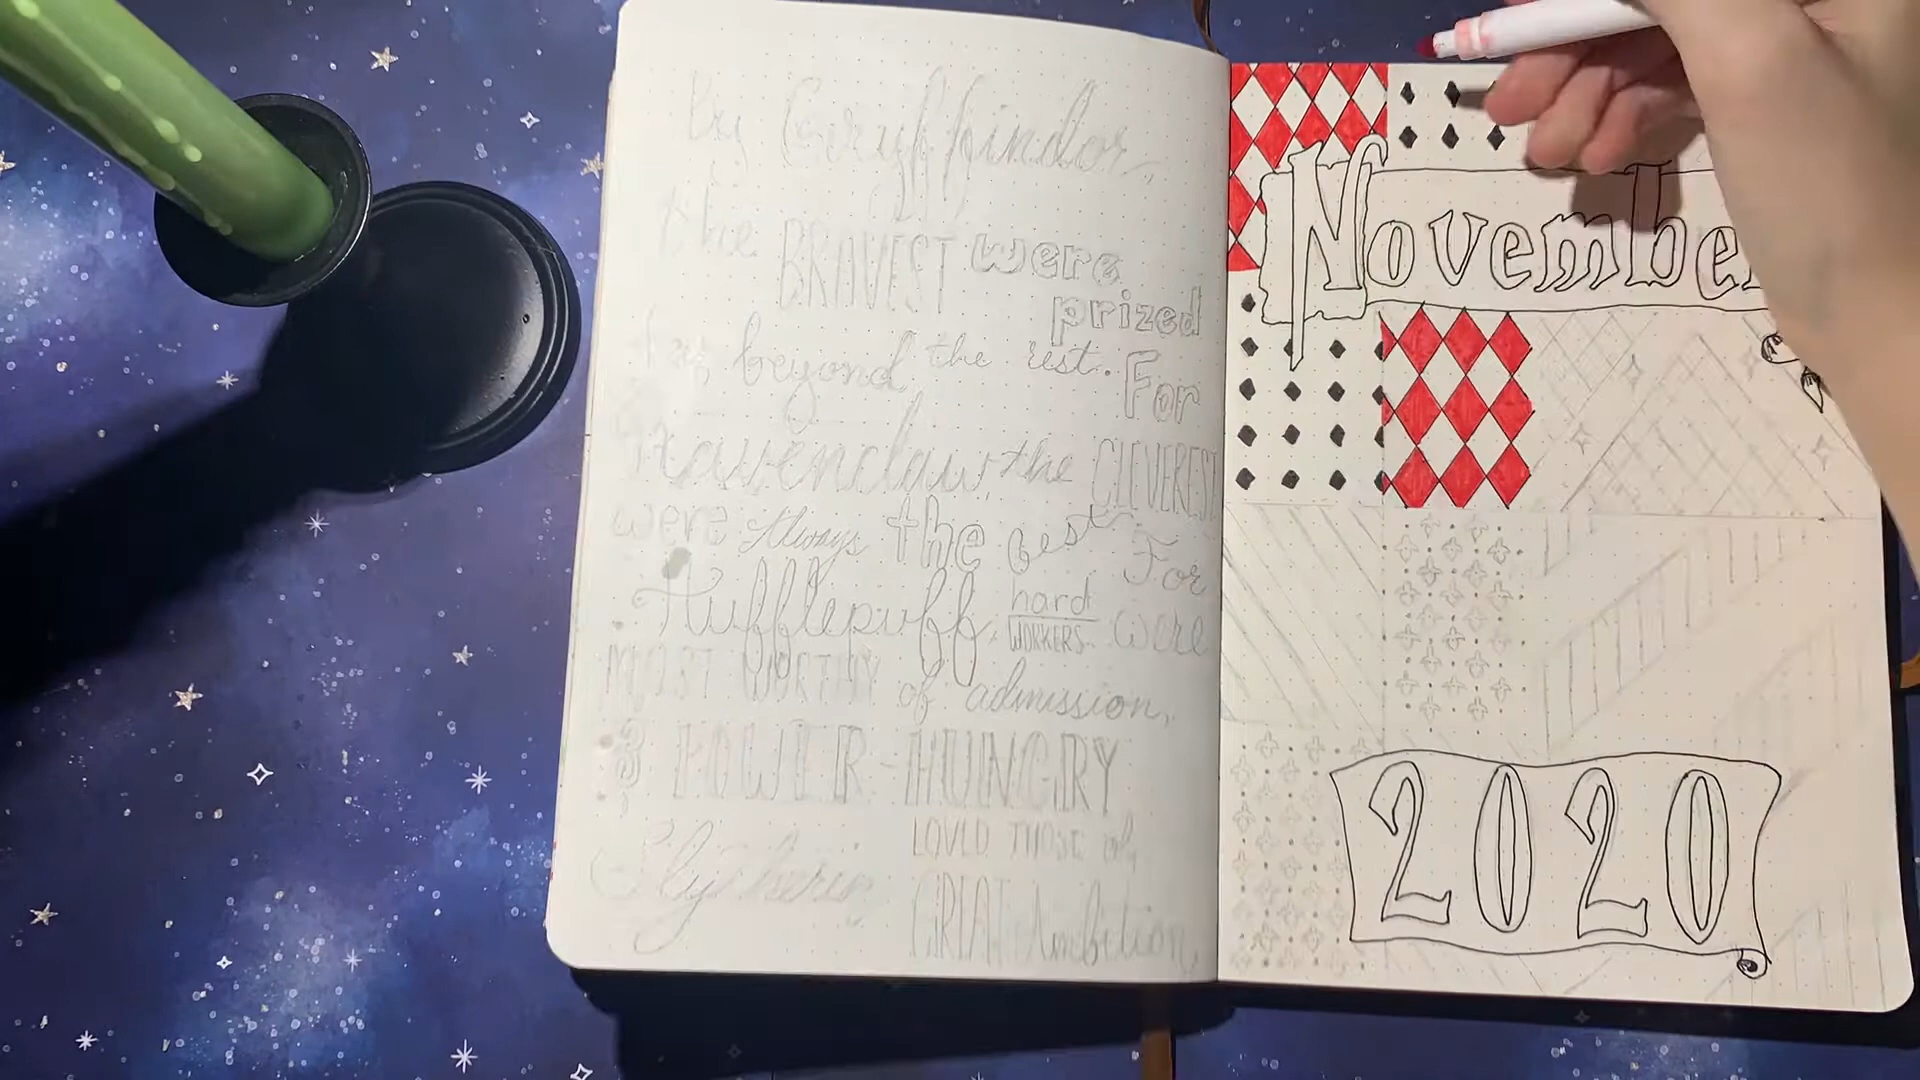 by Gryffindor,
the BRAVEST were
prized
far beyond the rest. For
Ravenclaw, the CLEVEREST
were Always the best For
Hufflepuff, hard
WORKERS were
MOST WORTHY of admission,
& POWER-HUNGRY
Slytherin LOVED THOSE of
GREAT Ambition.
November
2020